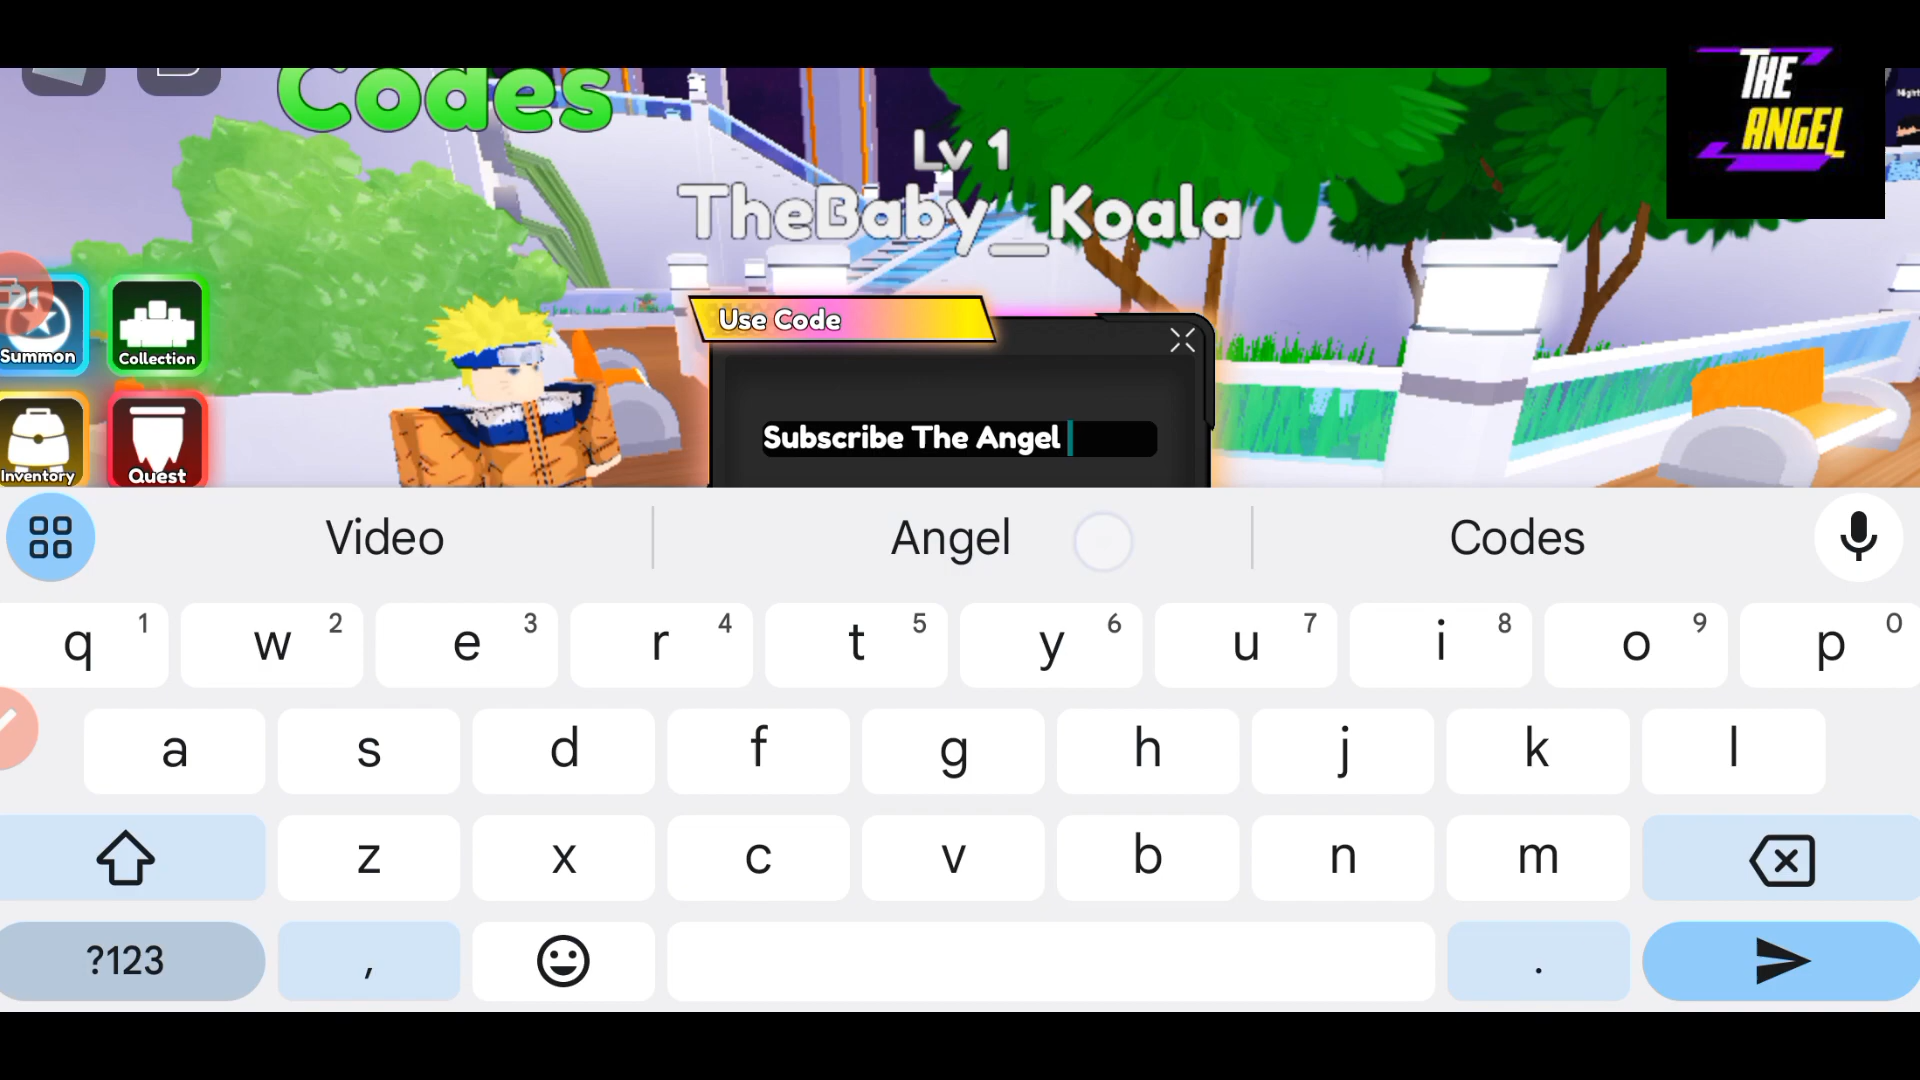 Codes
THE
ANGEL
Night
Lv 1
TheBaby_Koala
Use Code
Summon
Collection
Subscribe The Angel
Inventory
Quest
Video
Angel
Codes
q 1 w 2 e 3 r 4 t 5 y 6 u 7 i 8 o 9 p 0
a s d f g h j k l
z x c v b n m
?123 , .